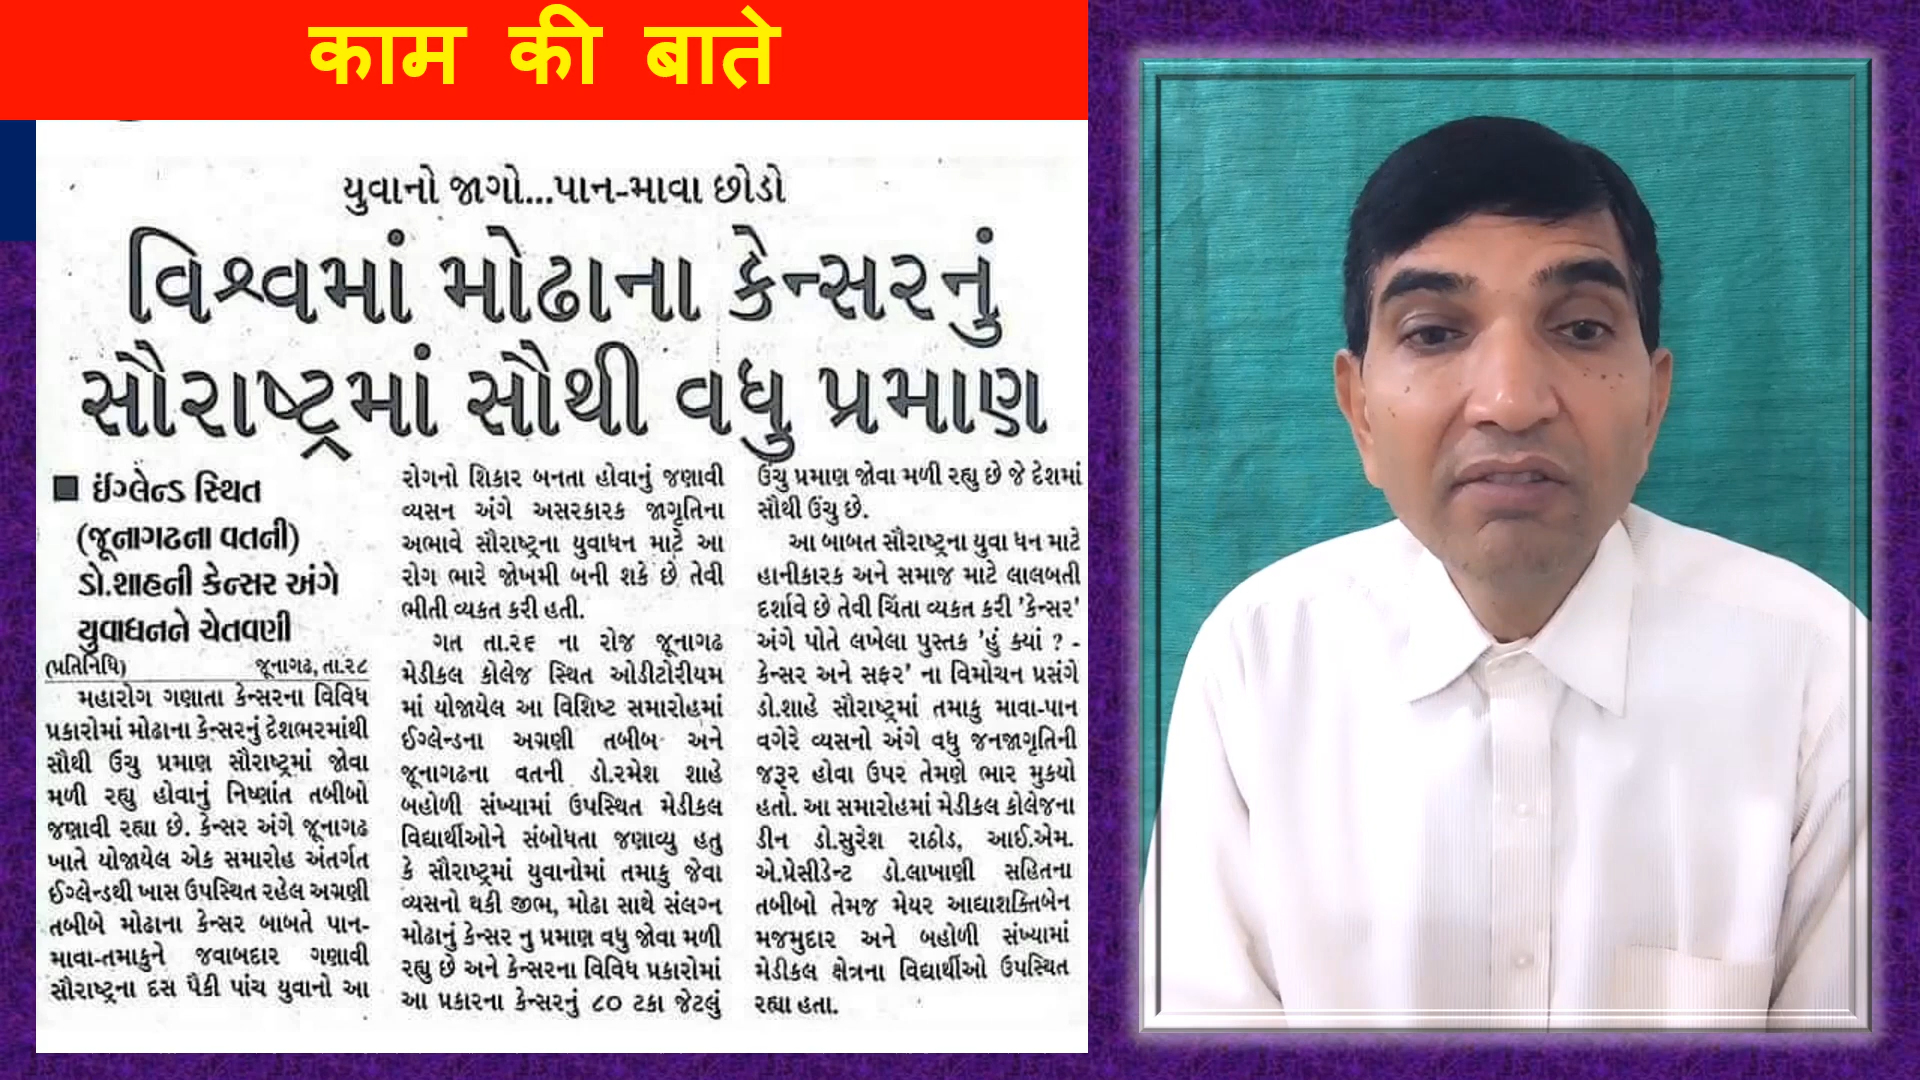 काम की बाते
યુવાનો જાગો...પાન-માવા છોડો
વિશ્વમાં મોઢાના કેન્સરનું
સૌરાષ્ટ્રમાં સૌથી વધુ પ્રમાણ
ઈંગ્લેન્ડ સ્થિત
(જૂનાગઢના વતની)
ડો.શાહની કેન્સર અંગે
યુવાધનને ચેતવણી
(પ્રતિનિધિ) જૂનાગઢ, તા.૨૮
મહારોગ ગણાતા કેન્સરના વિવિધ
પ્રકારોમાં મોઢાના કેન્સરનું દેશભરમાંથી
સૌથી ઉંચુ પ્રમાણ સૌરાષ્ટ્રમાં જોવા
મળી રહ્યુ હોવાનું નિષ્ણાંત તબીબો
જણાવી રહ્યા છે. કેન્સર અંગે જૂનાગઢ
ખાતે યોજાયેલ એક સમારોહ અંતર્ગત
ઈંગ્લેન્ડથી ખાસ ઉપસ્થિત રહેલ અગ્રણી
તબીબે મોઢાના કેન્સર બાબતે પાન-
માવા-તમાકુને જવાબદાર ગણાવી
સૌરાષ્ટ્રના દસ પૈકી પાંચ યુવાનો આ
રોગનો શિકાર બનતા હોવાનું જણાવી
વ્યસન અંગે અસરકારક જાગૃતિના
અભાવે સૌરાષ્ટ્રના યુવાધન માટે આ
રોગ ભારે જોખમી બની શકે છે તેવી
ભીતી વ્યકત કરી હતી.
ગત તા.૨૬ ના રોજ જૂનાગઢ
મેડીકલ કોલેજ સ્થિત ઓડીટોરીયમ
માં યોજાયેલ આ વિશિષ્ટ સમારોહમાં
ઈંગ્લેન્ડના અગ્રણી તબીબ અને
જૂનાગઢના વતની ડો.રમેશ શાહે
બહોળી સંખ્યામાં ઉપસ્થિત મેડીકલ
વિદ્યાર્થીઓને સંબોધતા જણાવ્યુ હતુ
કે સૌરાષ્ટ્રમાં યુવાનોમાં તમાકુ જેવા
વ્યસનો થકી જીભ, મોઢા સાથે સંલગ્ન
મોઢાનું કેન્સર નુ પ્રમાણ વધુ જોવા મળી
રહ્યુ છે અને કેન્સરના વિવિધ પ્રકારોમાં
આ પ્રકારના કેન્સરનું ૮૦ ટકા જેટલું
ઉંચુ પ્રમાણ જોવા મળી રહ્યુ છે જે દેશમાં
સૌથી ઉંચુ છે.
આ બાબત સૌરાષ્ટ્રના યુવા ધન માટે
હાનીકારક અને સમાજ માટે લાલબતી
દર્શાવે છે તેવી ચિંતા વ્યકત કરી 'કેન્સર'
અંગે પોતે લખેલા પુસ્તક 'હું ક્યાં ? -
કેન્સર અને સફર' ના વિમોચન પ્રસંગે
ડો.શાહે સૌરાષ્ટ્રમાં તમાકુ માવા-પાન
વગેરે વ્યસનો અંગે વધુ જનજાગૃતિની
જરૂર હોવા ઉપર તેમણે ભાર મુકયો
હતો. આ સમારોહમાં મેડીકલ કોલેજના
ડીન ડો.સુરેશ રાઠોડ, આઈ.એમ.
એ.પ્રેસીડેન્ટ ડો.લાખાણી સહિતના
તબીબો તેમજ મેયર આદ્યાશક્તિબેન
મજમુદાર અને બહોળી સંખ્યામાં
મેડીકલ ક્ષેત્રના વિદ્યાર્થીઓ ઉપસ્થિત
રહ્યા હતા.